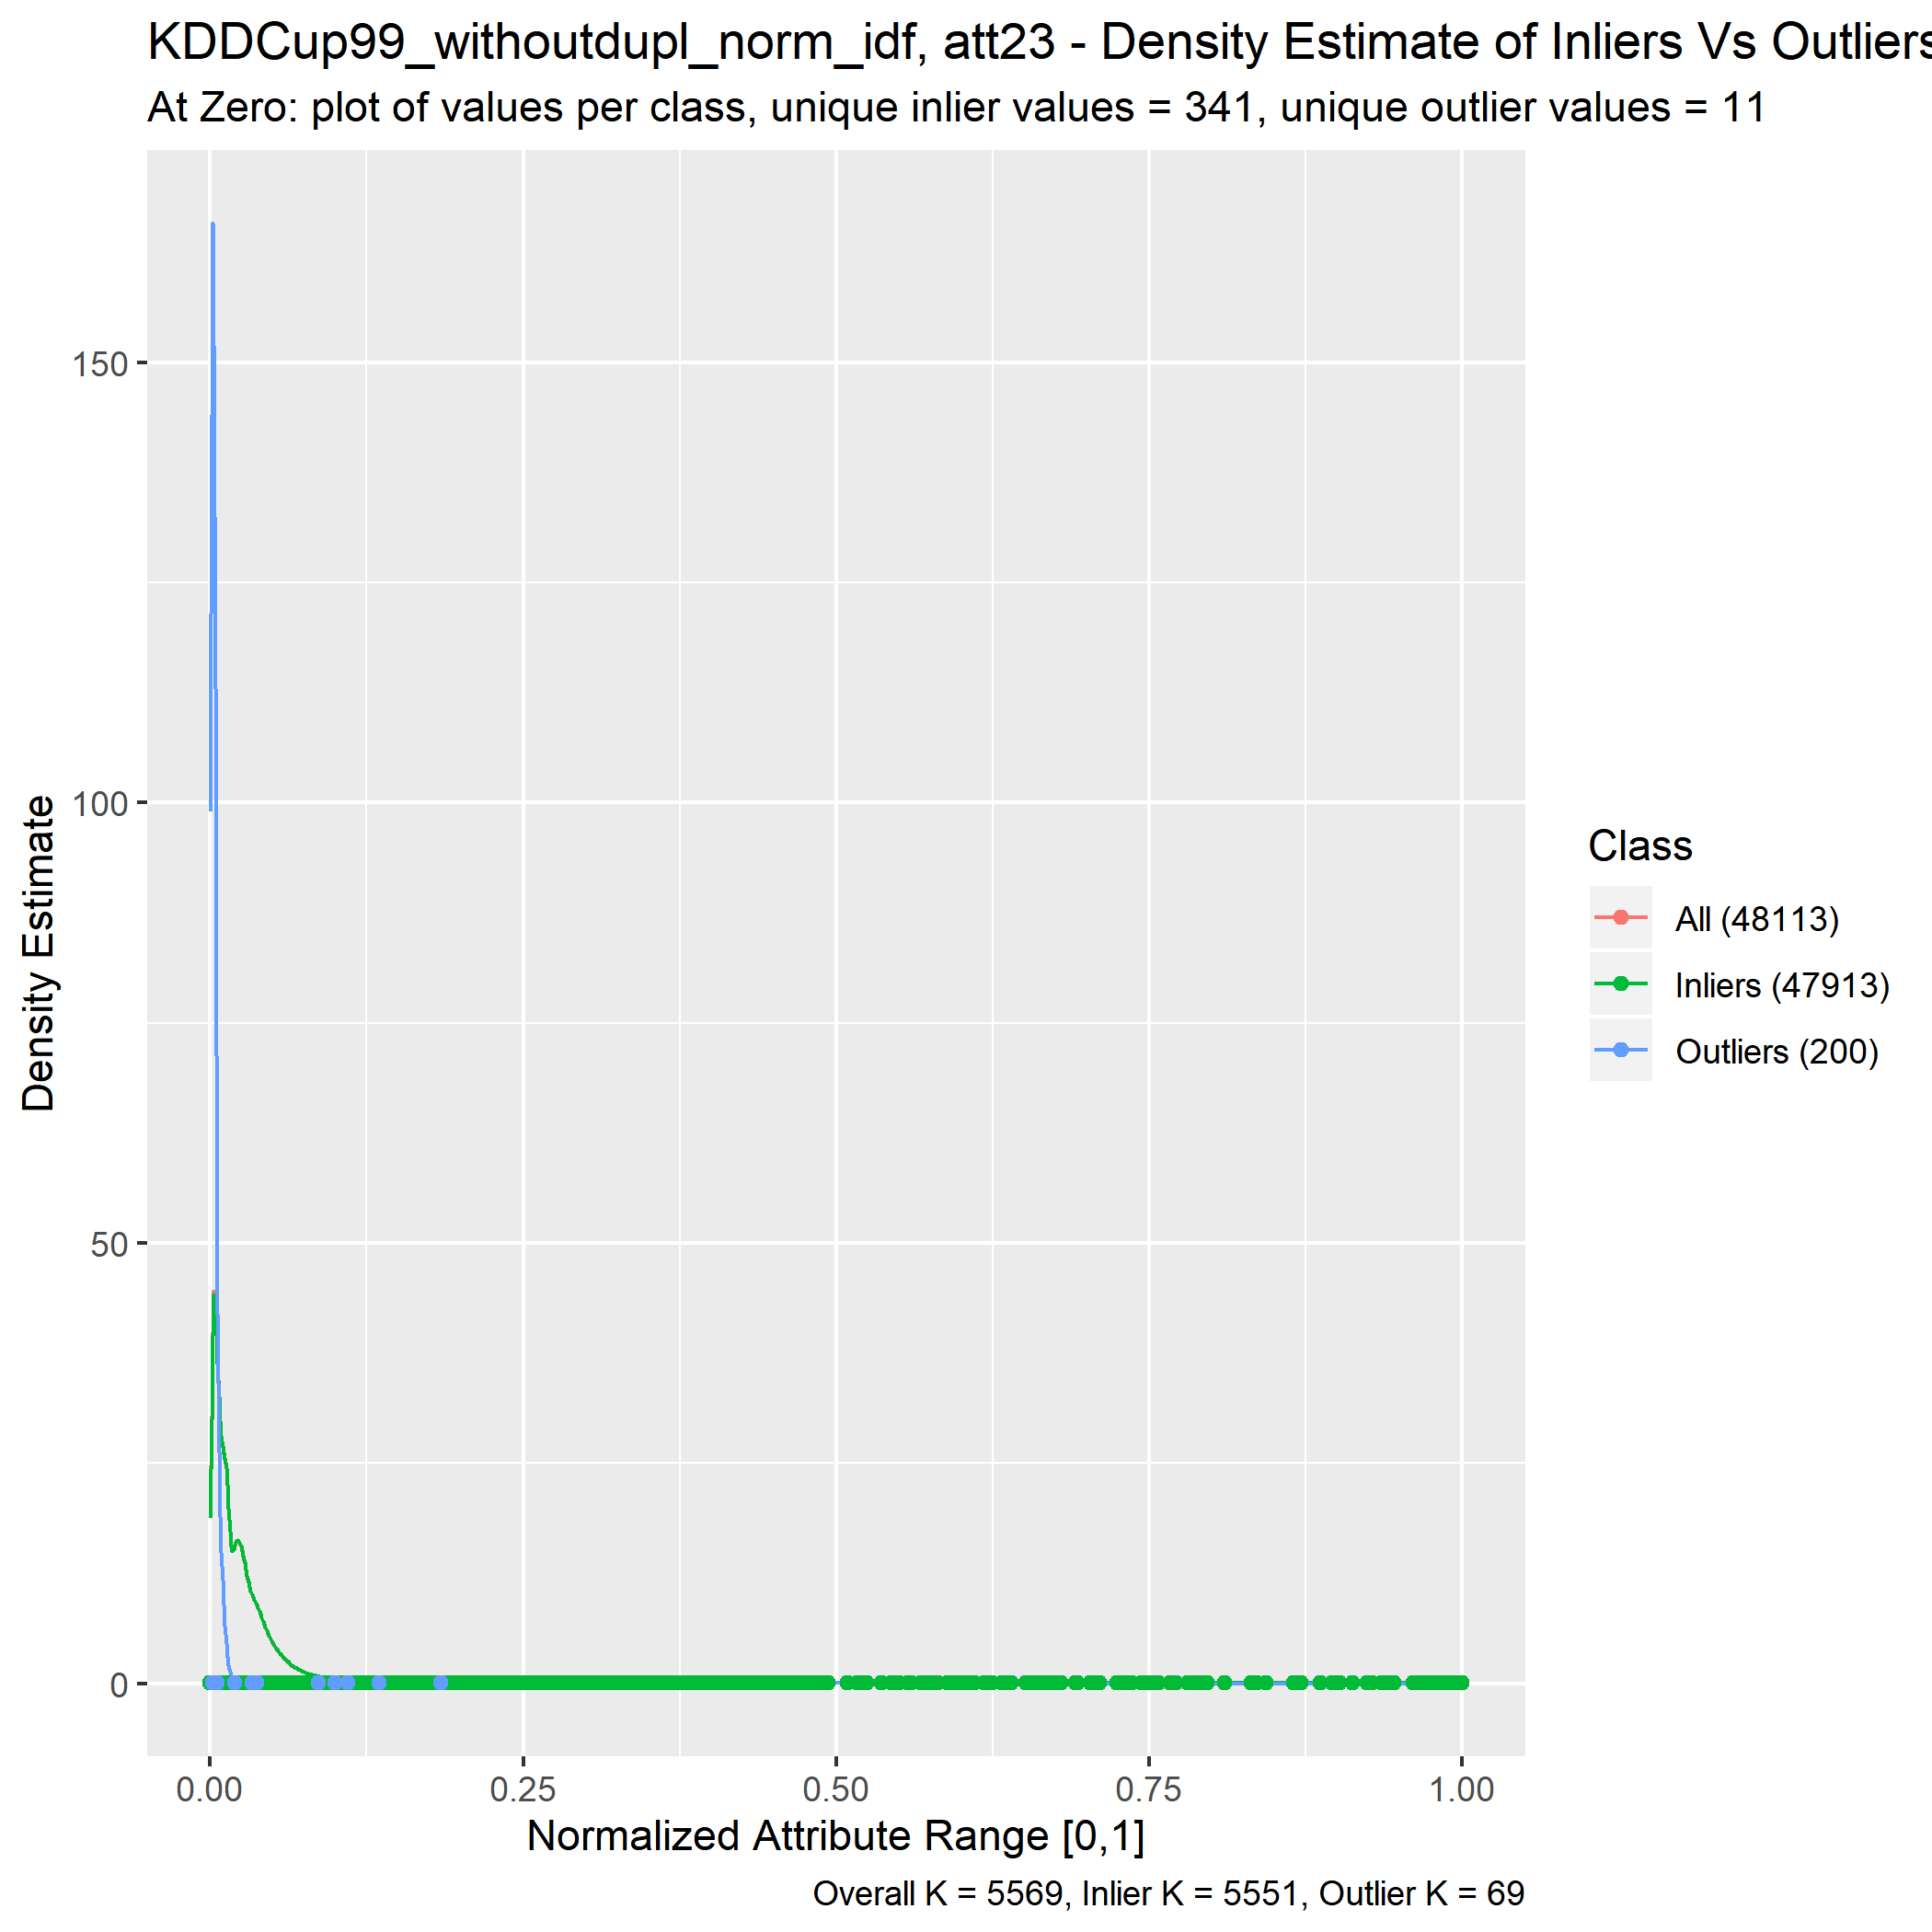 KDDCup99_withoutdupl_norm_idf, att23 - Density Estimate of Inliers Vs Outliers
At Zero: plot of values per class, unique inlier values = 341, unique outlier values = 11
150
100
50
0
Density Estimate
0.00 0.25 0.50 0.75 1.00
Normalized Attribute Range [0,1]
Overall K = 5569, Inlier K = 5551, Outlier K = 69
Class
All (48113)
Inliers (47913)
Outliers (200)